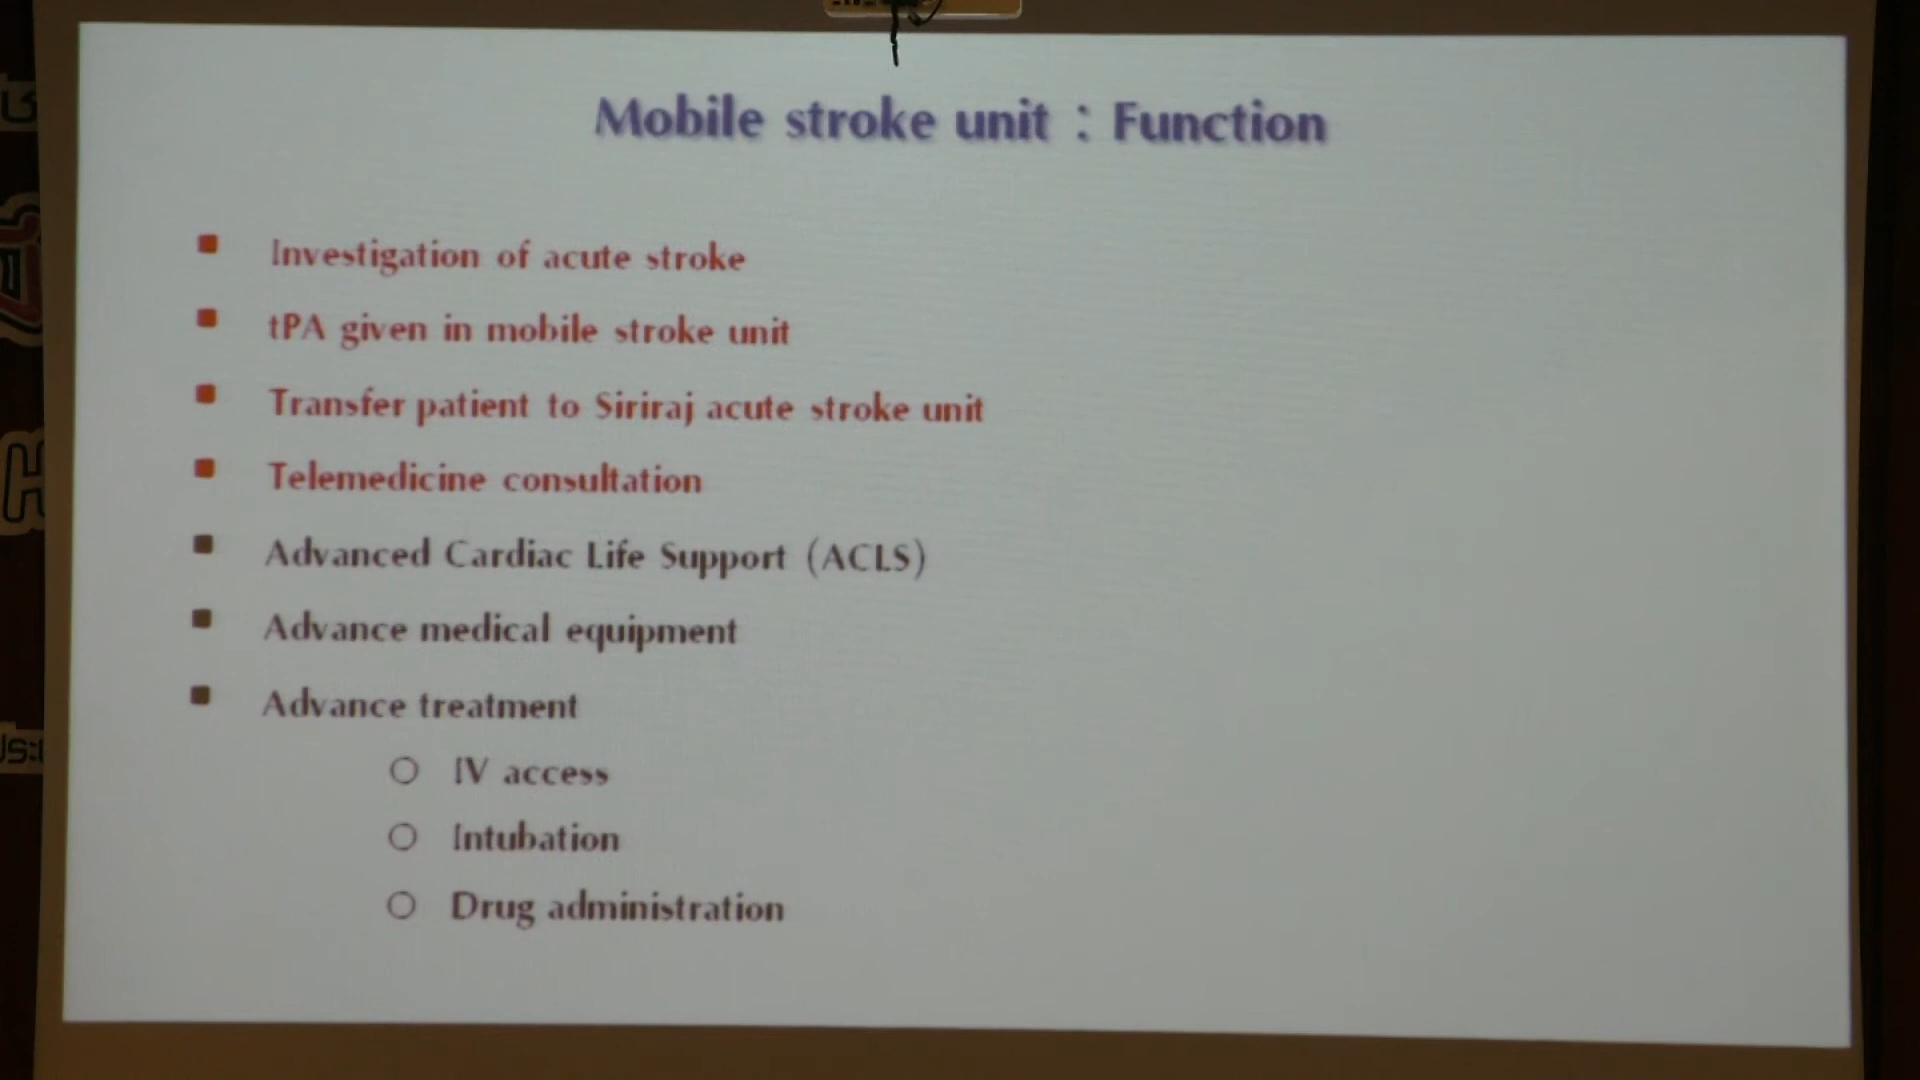 Mobile stroke unit : Function
Investigation of acute stroke
tPA given in mobile stroke unit
Transfer patient to Siriraj acute stroke unit
Telemedicine consultation
Advanced Cardiac Life Support (ACLS)
Advance medical equipment
Advance treatment
IV access
Intubation
Drug administration